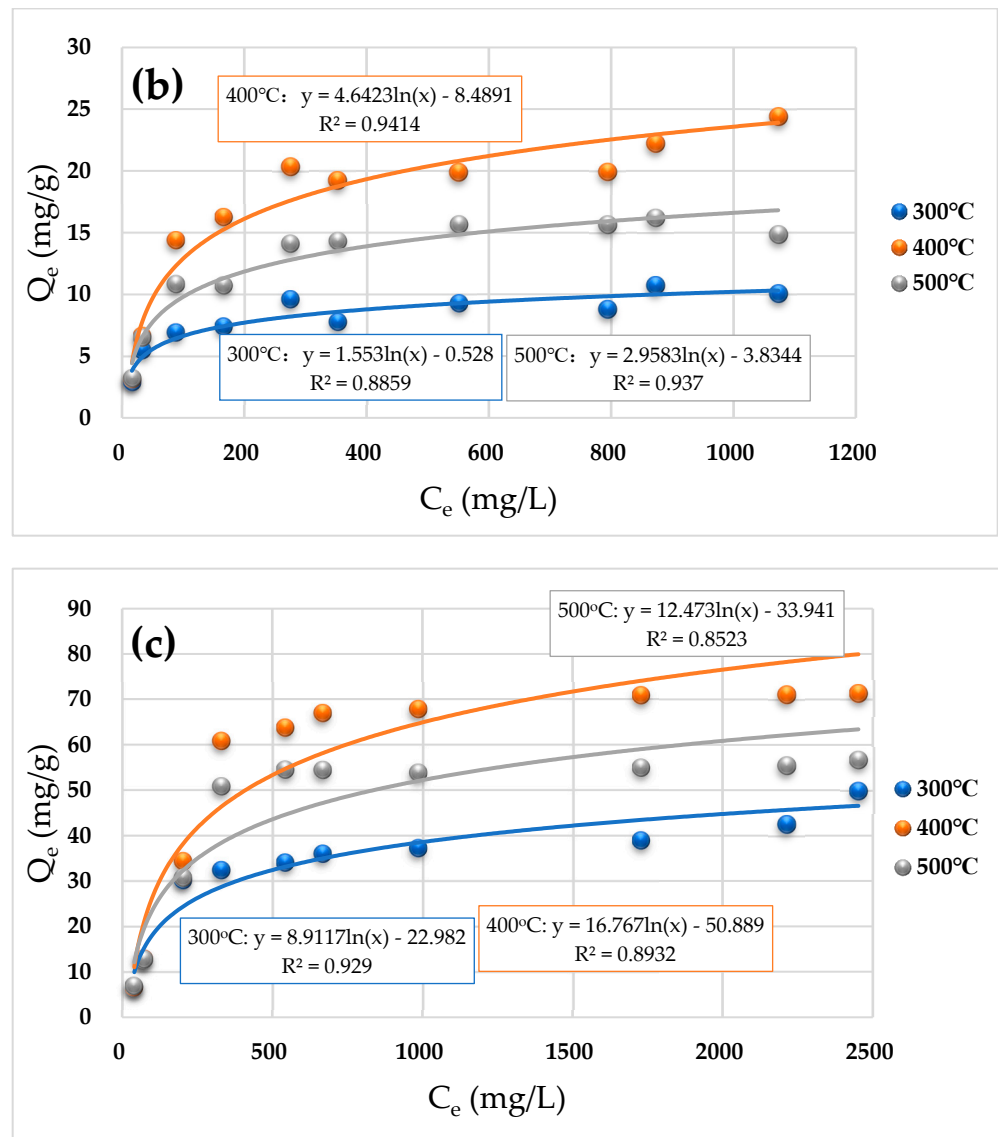 (b)
30
25
20
15
10
5
0
Qe (mg/g)
400℃: y = 4.6423ln(x) - 8.4891
R² = 0.9414
300℃: y = 1.553ln(x) - 0.528
R² = 0.8859
500℃: y = 2.9583ln(x) - 3.8344
R² = 0.937
300℃
400℃
500℃
0 200 400 600 800 1000 1200
Ce (mg/L)
(c)
90
80
70
60
50
40
30
20
10
0
Qe (mg/g)
500°C: y = 12.473ln(x) - 33.941
R² = 0.8523
300°C: y = 8.9117ln(x) - 22.982
R² = 0.929
400°C: y = 16.767ln(x) - 50.889
R² = 0.8932
300℃
400℃
500℃
0 500 1000 1500 2000 2500
Ce (mg/L)